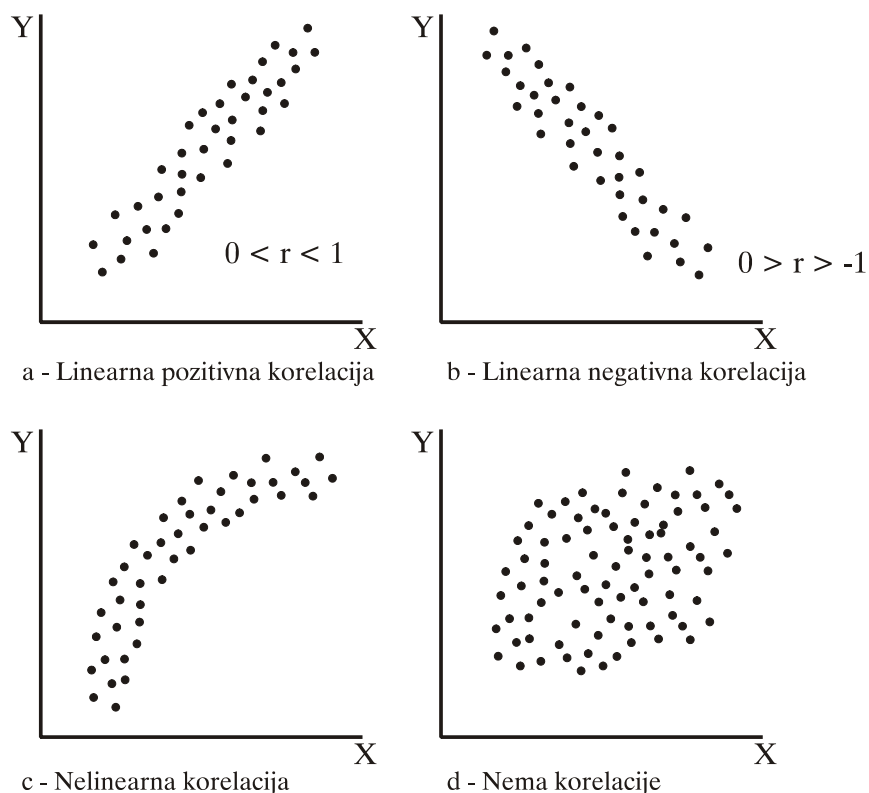 Y
0 < r < 1
X
a - Linearna pozitivna korelacija
Y
0 > r > -1
X
b - Linearna negativna korelacija
Y
X
c - Nelinearna korelacija
Y
X
d - Nema korelacije